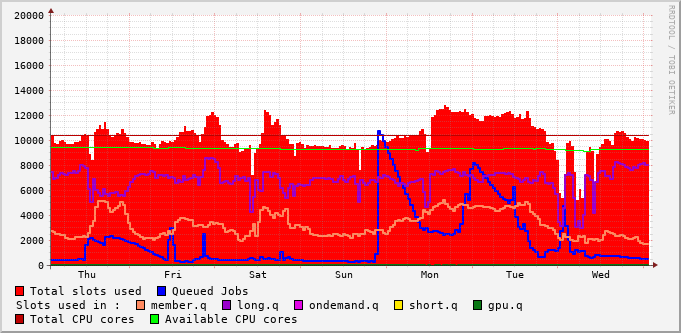 20000
18000
16000
14000
12000
10000
8000
6000
4000
2000
0
Thu Fri Sat Sun Mon Tue Wed
Total slots used Queued Jobs
Slots used in : member.q long.q ondemand.q short.q gpu.q
Total CPU cores Available CPU cores
RRDTOOL / TOBI OETIKER